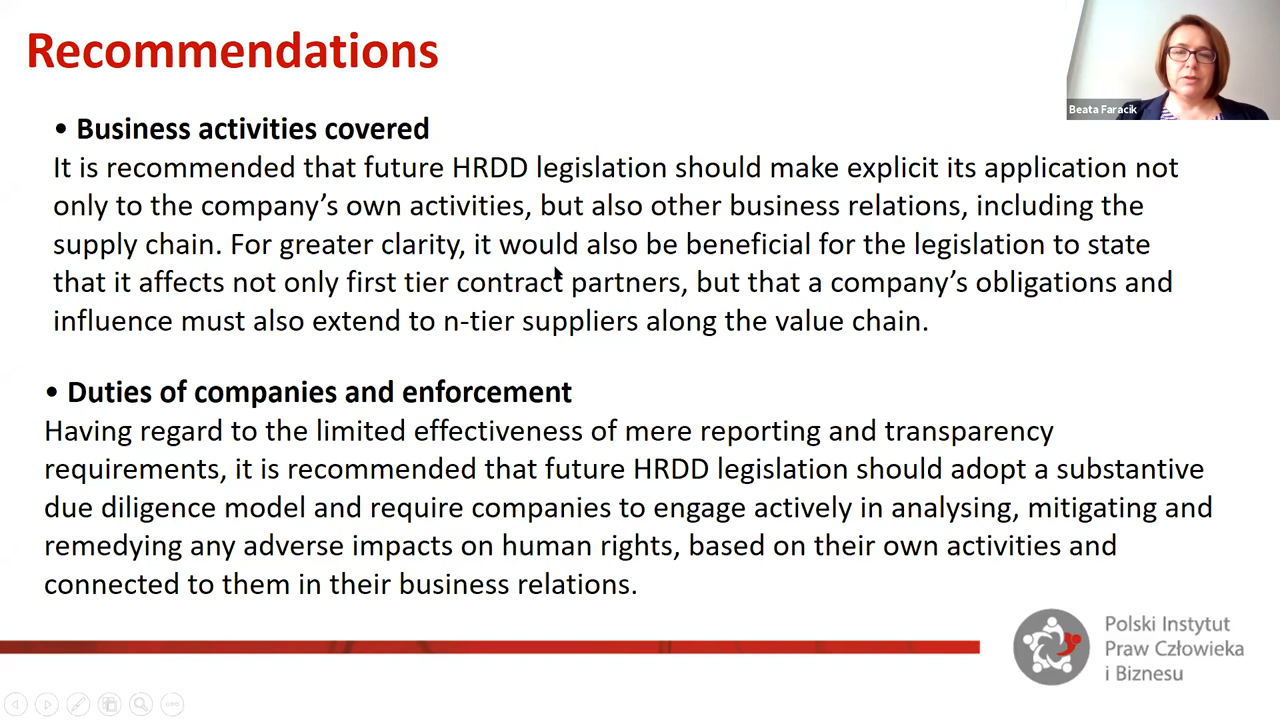 Recommendations
Beata Faracik
• Business activities covered
It is recommended that future HRDD legislation should make explicit its application not
only to the company’s own activities, but also other business relations, including the
supply chain. For greater clarity, it would also be beneficial for the legislation to state
that it affects not only first tier contract partners, but that a company’s obligations and
influence must also extend to n-tier suppliers along the value chain.
• Duties of companies and enforcement
Having regard to the limited effectiveness of mere reporting and transparency
requirements, it is recommended that future HRDD legislation should adopt a substantive
due diligence model and require companies to engage actively in analysing, mitigating and
remedying any adverse impacts on human rights, based on their own activities and
connected to them in their business relations.
Polski Instytut
Praw Człowieka
i Biznesu